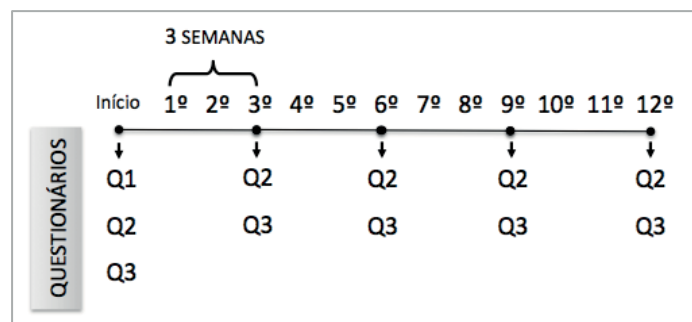 3 SEMANAS
Início 1º 2º 3º 4º 5º 6º 7º 8º 9º 10º 11º 12º
QUESTIONÁRIOS
Q1 Q2 Q2 Q2 Q2
Q2 Q3 Q3 Q3 Q3
Q3